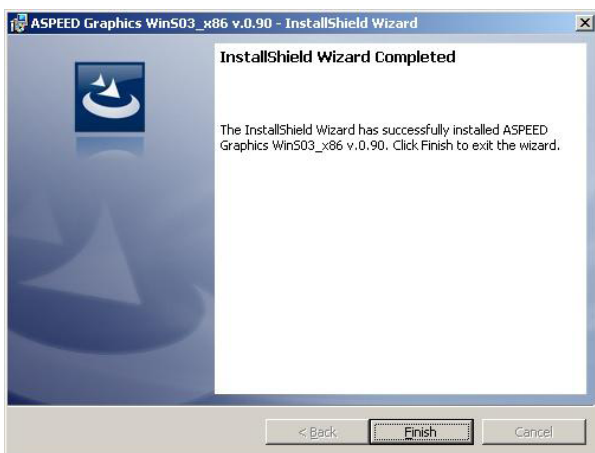 ASPEED Graphics WinS03_x86 v.0.90 - InstallShield Wizard
InstallShield Wizard Completed
The InstallShield Wizard has successfully installed ASPEED
Graphics WinS03_x86 v.0.90. Click Finish to exit the wizard.
< Back
Finish
Cancel